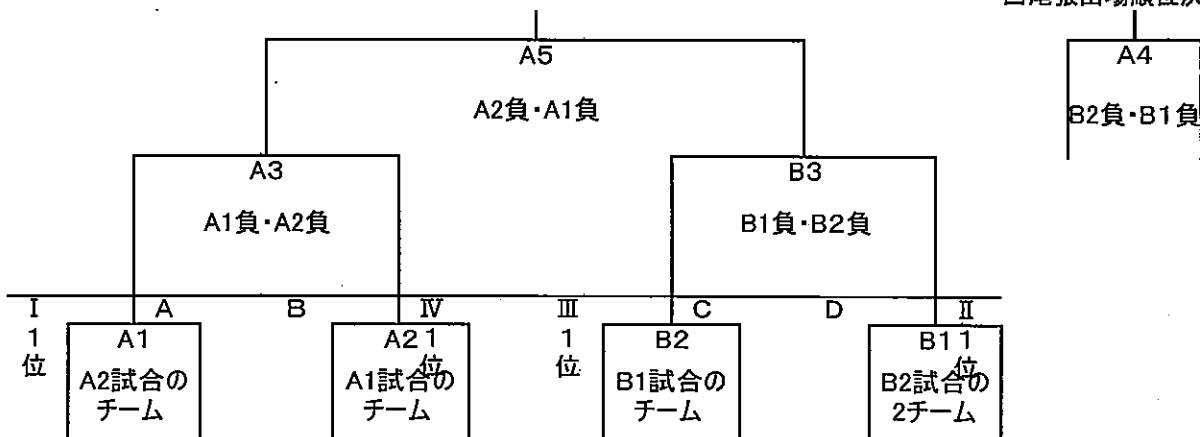 A5
A4
A2負・A1負
B2負・B1負
A3
B3
A1負・A2負
B1負・B2負
Ⅰ A B Ⅳ Ⅲ C D Ⅱ
1位
A1
A2
1位
1位
B2
B1
1位
A2試合の
チーム
A1試合の
チーム
B1試合の
チーム
B2試合の
2チーム